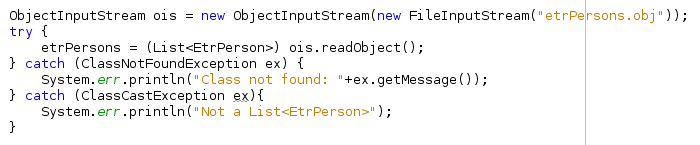 ObjectInputStream ois = new ObjectInputStream(new FileInputStream("etrPersons.obj"));
try {
    etrPersons = (List<EtrPerson>) ois.readObject();
} catch (ClassNotFoundException ex) {
    System.err.println("Class not found: "+ex.getMessage());
} catch (ClassCastException ex){
    System.err.println("Not a List<EtrPerson>");
}